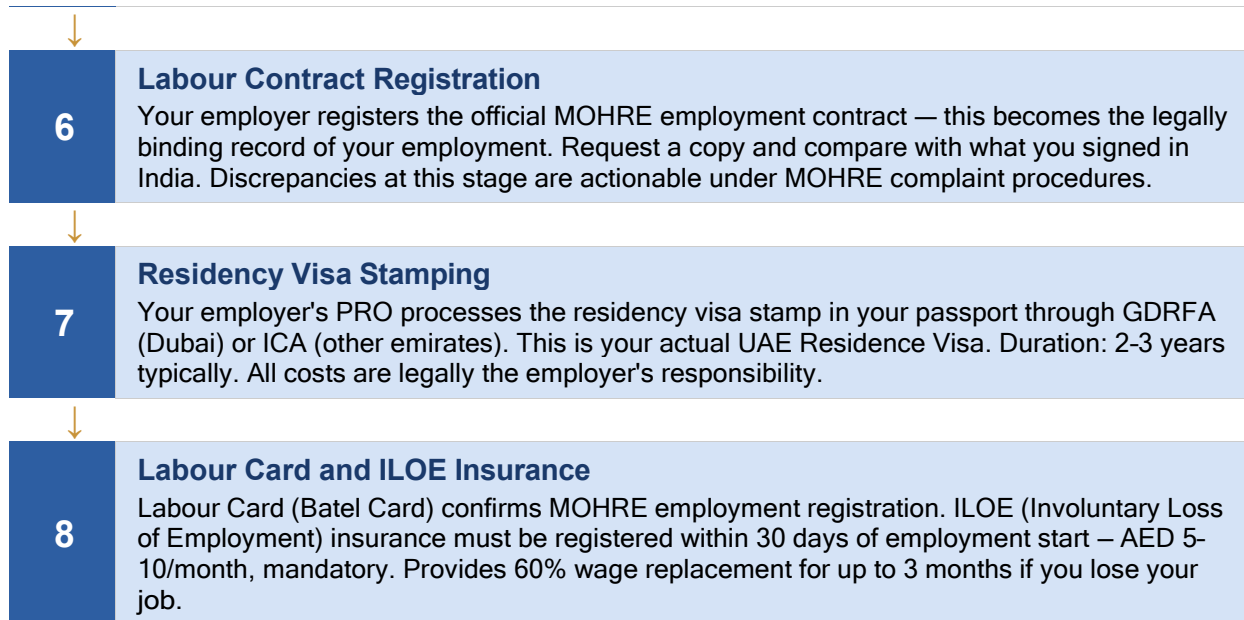 ↓
Labour Contract Registration
6
Your employer registers the official MOHRE employment contract — this becomes the legally
binding record of your employment. Request a copy and compare with what you signed in
India. Discrepancies at this stage are actionable under MOHRE complaint procedures.
↓
Residency Visa Stamping
7
Your employer's PRO processes the residency visa stamp in your passport through GDRFA
(Dubai) or ICA (other emirates). This is your actual UAE Residence Visa. Duration: 2-3 years
typically. All costs are legally the employer's responsibility.
↓
Labour Card and ILOE Insurance
8
Labour Card (Batel Card) confirms MOHRE employment registration. ILOE (Involuntary Loss
of Employment) insurance must be registered within 30 days of employment start – AED 5-
10/month, mandatory. Provides 60% wage replacement for up to 3 months if you lose your
job.